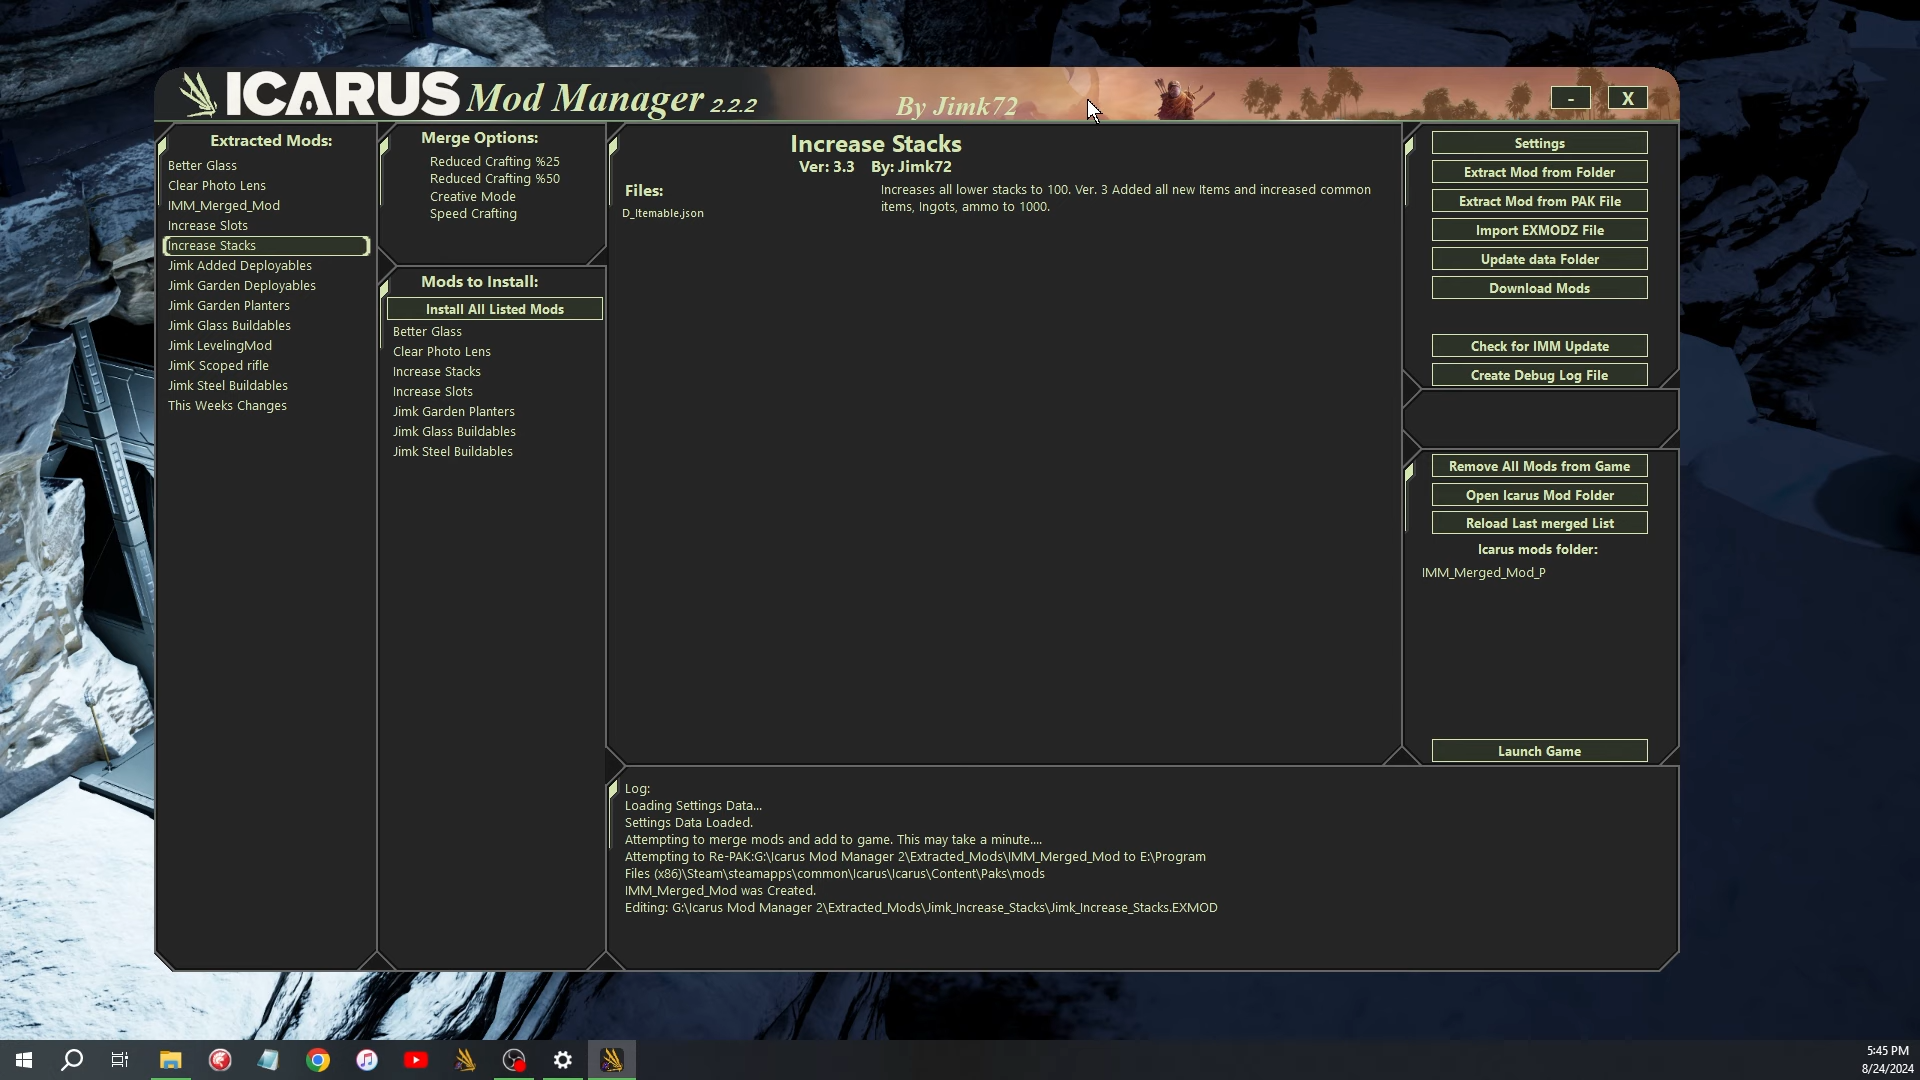 ICARUS Mod Manager 2.2.2
By Jimk72
-
X
Extracted Mods:
Better Glass
Clear Photo Lens
IMM_Merged_Mod
Increase Slots
Increase Stacks
Jimk Added Deployables
Jimk Garden Deployables
Jimk Garden Planters
Jimk Glass Buildables
Jimk LevelingMod
JimK Scoped rifle
Jimk Steel Buildables
This Weeks Changes
Merge Options:
Reduced Crafting %25
Reduced Crafting %50
Creative Mode
Speed Crafting
Mods to Install:
Install All Listed Mods
Better Glass
Clear Photo Lens
Increase Stacks
Increase Slots
Jimk Garden Planters
Jimk Glass Buildables
Jimk Steel Buildables
Increase Stacks
Ver: 3.3 By: Jimk72
Files:
D_Itemable.json
Increases all lower stacks to 100. Ver. 3 Added all new Items and increased common
items, Ingots, ammo to 1000.
Log:
Loading Settings Data...
Settings Data Loaded.
Attempting to merge mods and add to game. This may take a minute....
Attempting to Re-PAK:G:\Icarus Mod Manager 2\Extracted_Mods\IMM_Merged_Mod to E:\Program
Files (x86)\Steam\steamapps\common\Icarus\Icarus\Content\Paks\mods
IMM_Merged_Mod was Created.
Editing: G:\Icarus Mod Manager 2\Extracted_Mods\Jimk_Increase_Stacks\Jimk_Increase_Stacks.EXMOD
Settings
Extract Mod from Folder
Extract Mod from PAK File
Import EXMODZ File
Update data Folder
Download Mods
Check for IMM Update
Create Debug Log File
Remove All Mods from Game
Open Icarus Mod Folder
Reload Last merged List
Icarus mods folder:
IMM_Merged_Mod_P
Launch Game
5:45 PM
8/24/2024